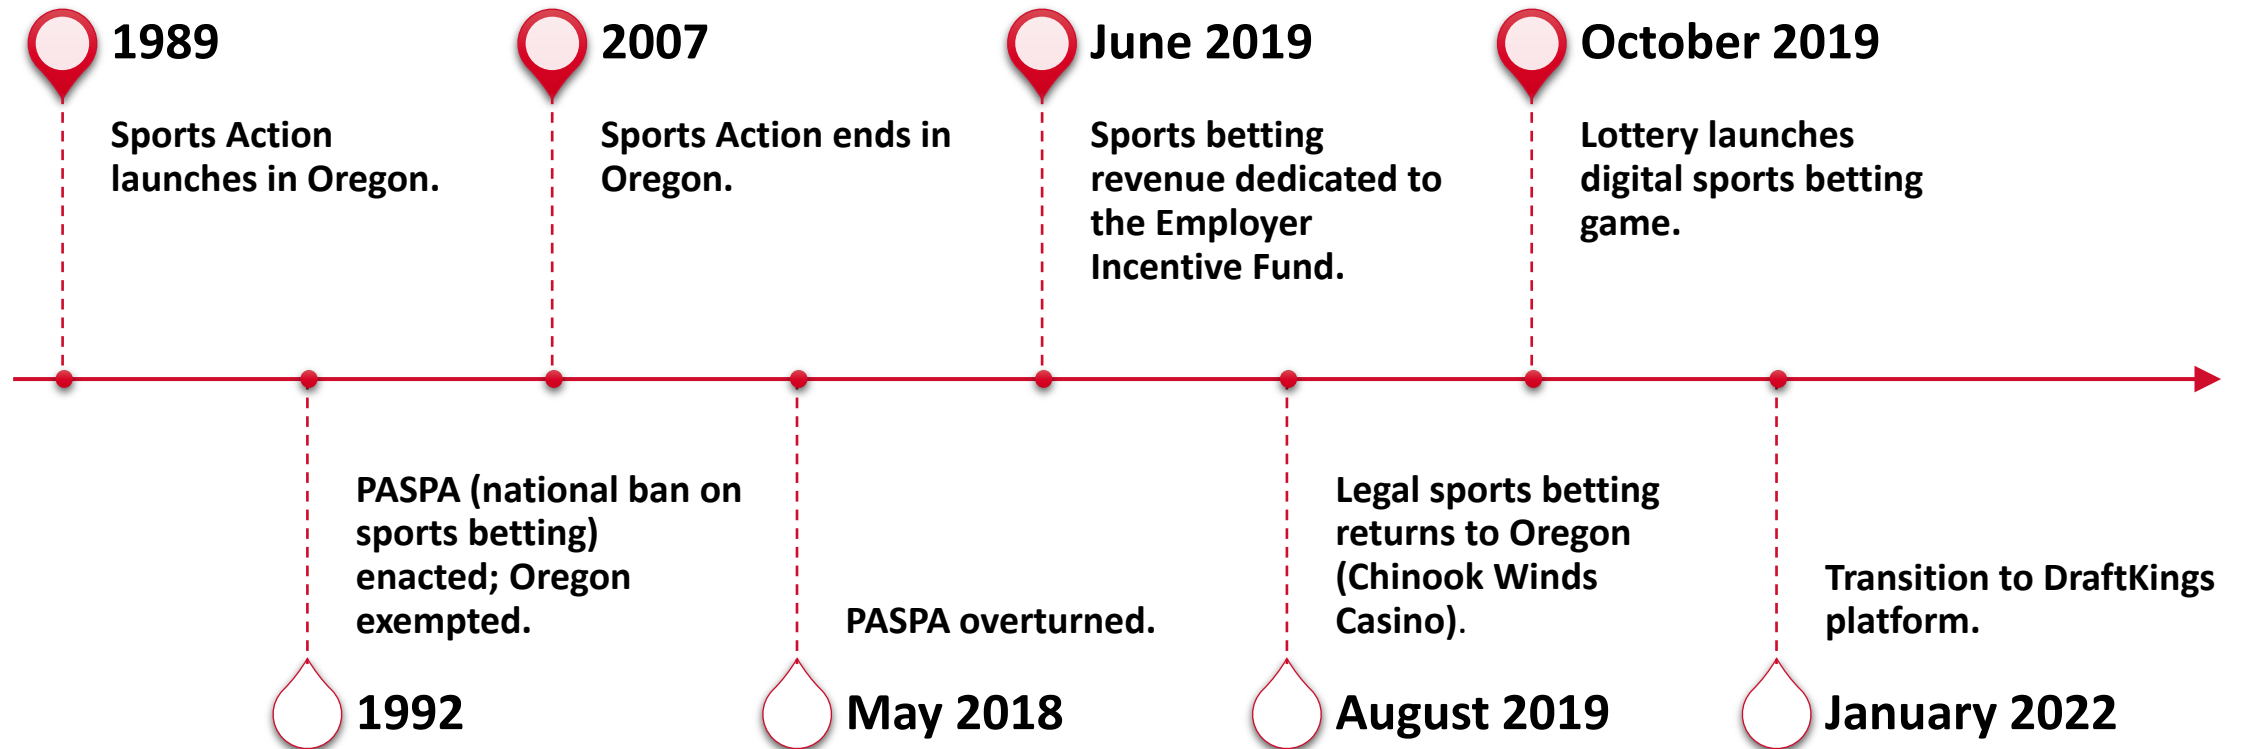 1989
Sports Action
launches in Oregon.
2007
Sports Action ends in
Oregon.
June 2019
Sports betting
revenue dedicated to
the Employer
Incentive Fund.
October 2019
Lottery launches
digital sports betting
game.
PASPA (national ban on
sports betting)
enacted; Oregon
exempted.
1992
PASPA overturned.
May 2018
Legal sports betting
returns to Oregon
(Chinook Winds
Casino).
August 2019
Transition to DraftKings
platform.
January 2022